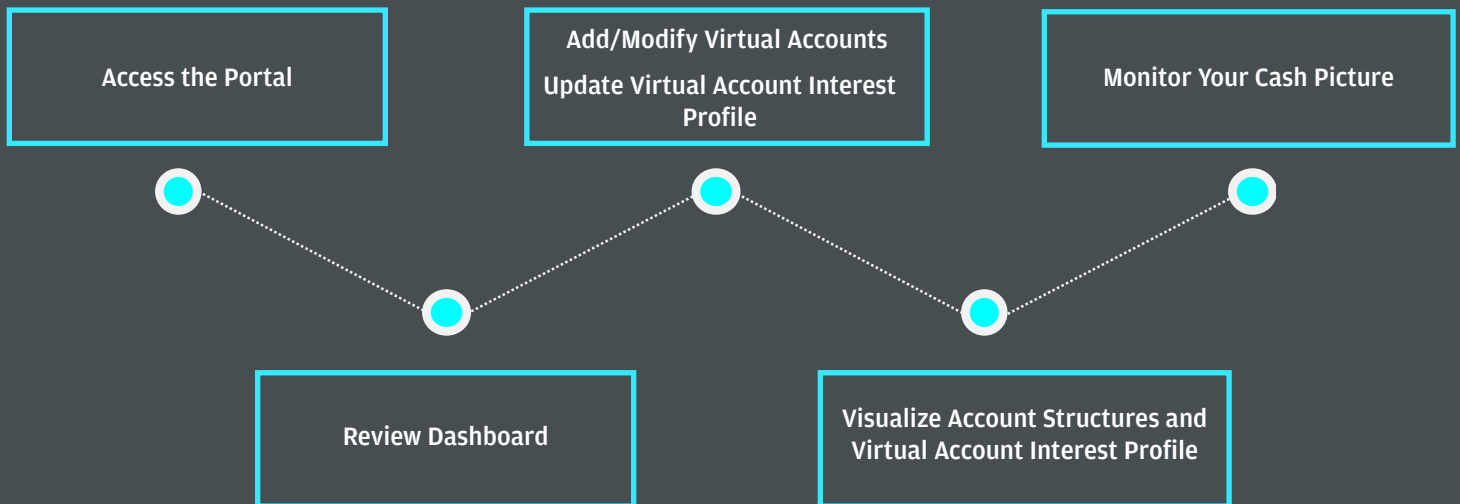 Access the Portal
Add/Modify Virtual Accounts
Update Virtual Account Interest
Profile
Monitor Your Cash Picture
Review Dashboard
Visualize Account Structures and
Virtual Account Interest Profile